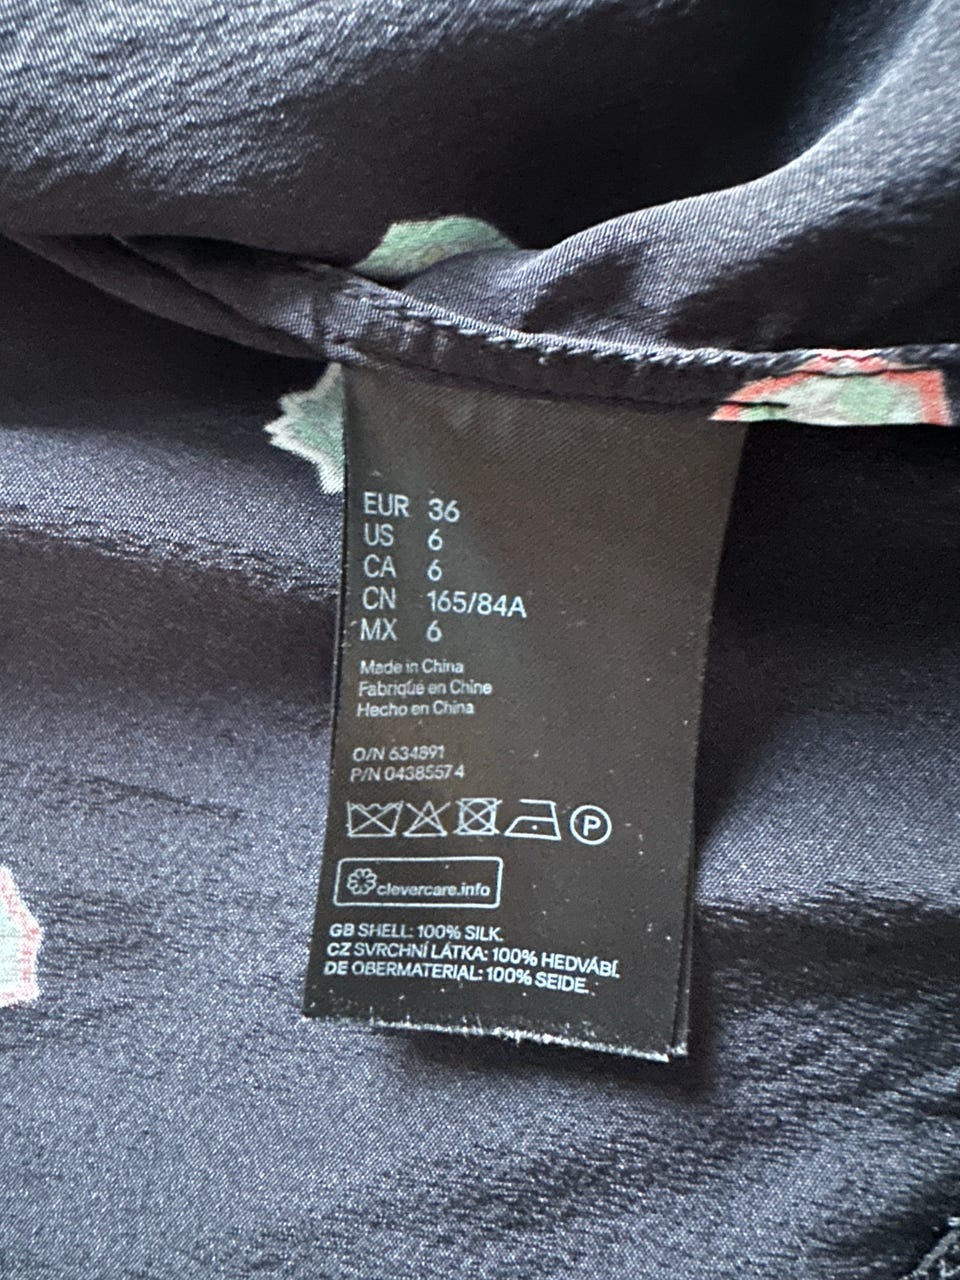 EUR 36
US 6
CA 6
CN 165/84A
MX 6
Made in China
Fabriqué en Chine
Hecho en China
O/N 634891
P/N 04385574
P
clevercare.info
GB SHELL: 100% SILK.
CZ SVRCHNÍ LÁTKA: 100% HEDVÁBÍ.
DE OBERMATERIAL: 100% SEIDE.